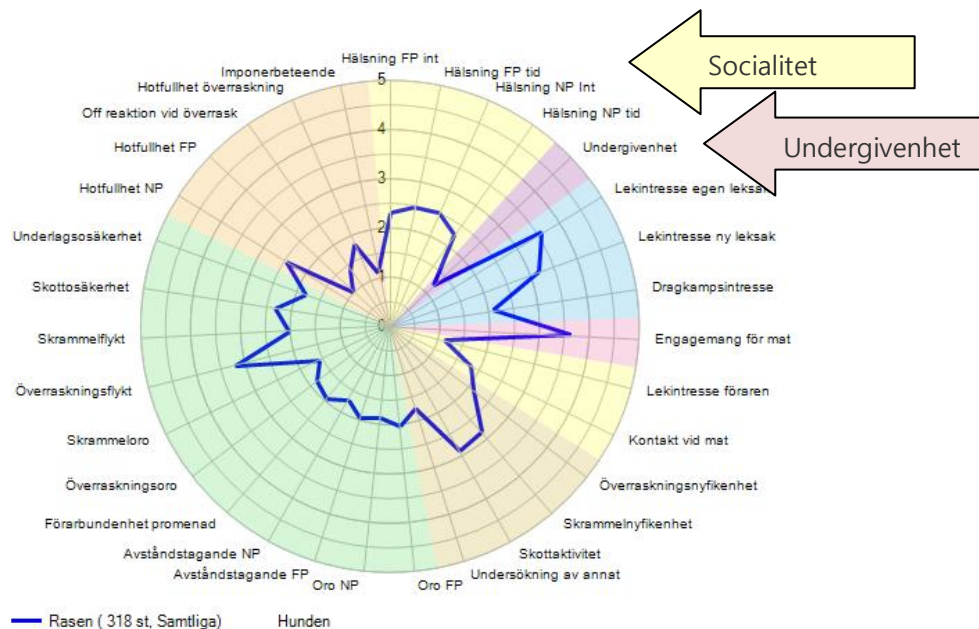 Socialitet
Undergivenhet
Hälsning FP int
Hälsning FP tid
Hälsning NP Int
Hälsning NP tid
Undergivenhet
Lekintresse egen leksak
Lekintresse ny leksak
Dragkampsintresse
Engagemang för mat
Lekintresse föraren
Kontakt vid mat
Överraskningsnyfikenhet
Skrammelnyfikenhet
Skottaktivitet
Undersökning av annat
Oro FP
Oro NP
Avståndstagande FP
Avståndstagande NP
Förarbundenhet promenad
Överraskningsoro
Skrammeloro
Överraskningsflykt
Skrammelflykt
Skottosäkerhet
Underlagsosäkerhet
Hotfullhet NP
Hotfullhet FP
Off reaktion vid överrask
Hotfullhet överraskning
Imponerbeteende
5
4
3
2
1
0
Rasen ( 318 st, Samtliga)
Hunden